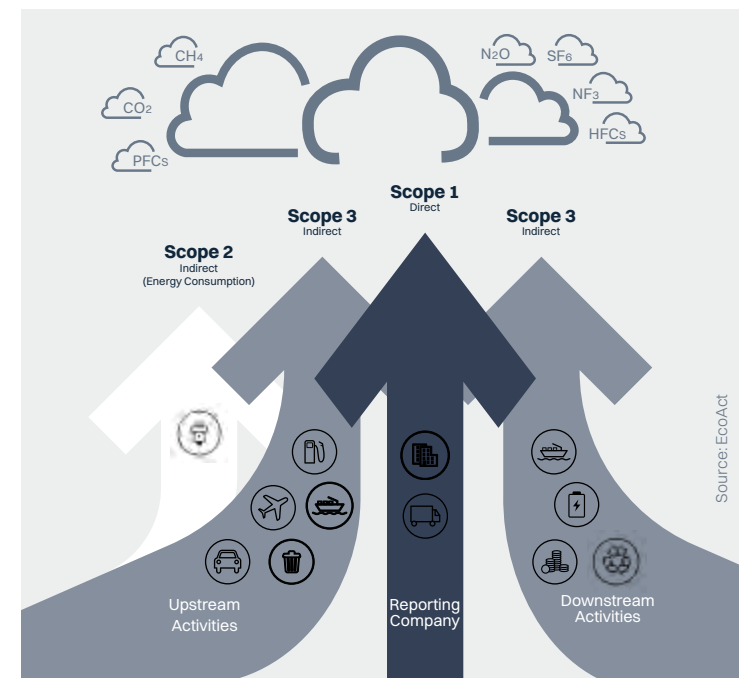 CH4
N2O
SF6
CO2
NF3
PFCs
HFCs
Scope 1
Direct
Scope 3
Indirect
Scope 3
Indirect
Scope 2
Indirect
(Energy Consumption)
Source: EcoAct
Upstream
Activities
Reporting
Company
Downstream
Activities